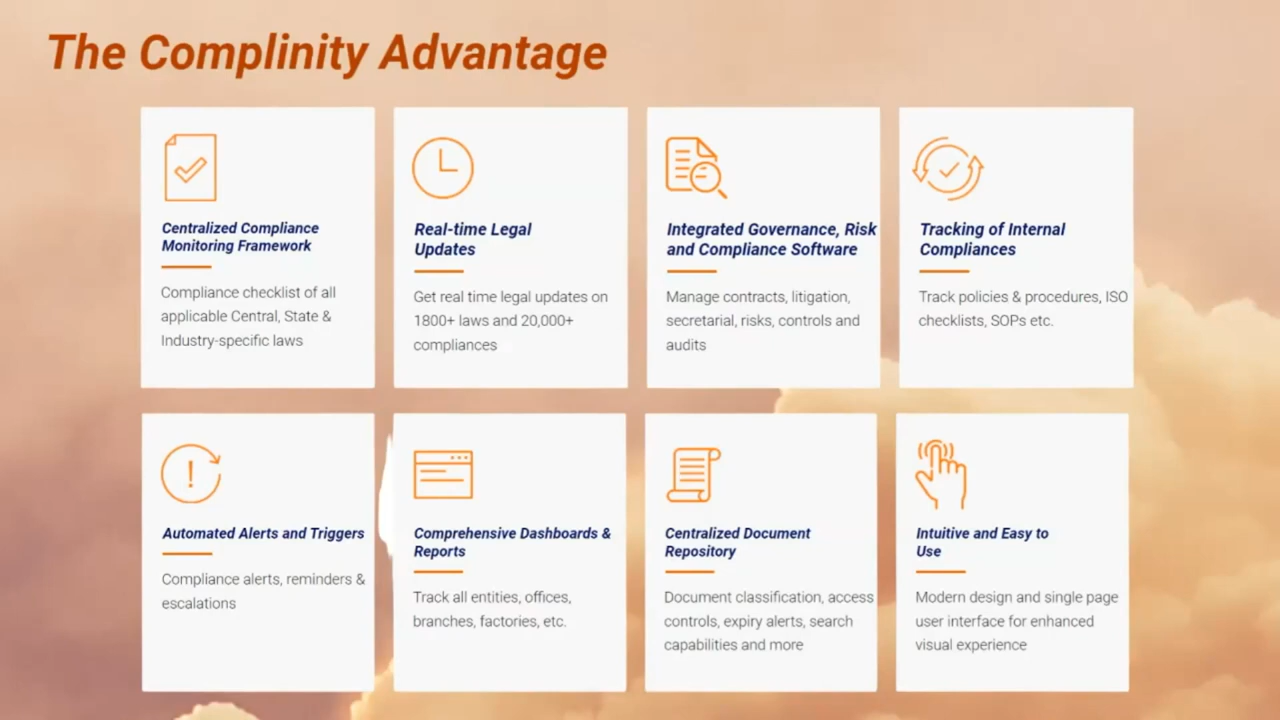 The Complinity Advantage
Centralized Compliance
Monitoring Framework
Compliance checklist of all
applicable Central, State &
Industry-specific laws
Real-time Legal
Updates
Get real time legal updates on
1800+ laws and 20,000+
compliances
Integrated Governance, Risk
and Compliance Software
Manage contracts, litigation,
secretarial, risks, controls and
audits
Tracking of Internal
Compliances
Track policies & procedures, ISO
checklists, SOPs etc.
Automated Alerts and Triggers
Compliance alerts, reminders &
escalations
Comprehensive Dashboards &
Reports
Track all entities, offices,
branches, factories, etc.
Centralized Document
Repository
Document classification, access
controls, expiry alerts, search
capabilities and more
Intuitive and Easy to
Use
Modern design and single page
user interface for enhanced
visual experience